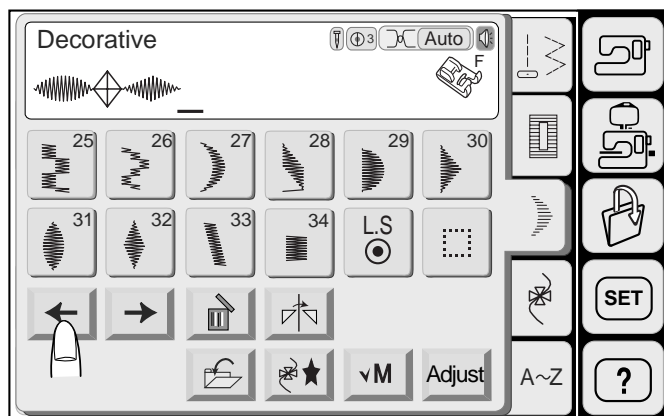 Decorative
3
Auto
F
25 26 27 28 29 30
31 32 33 34 L.S
SET
M Adjust A~Z ?